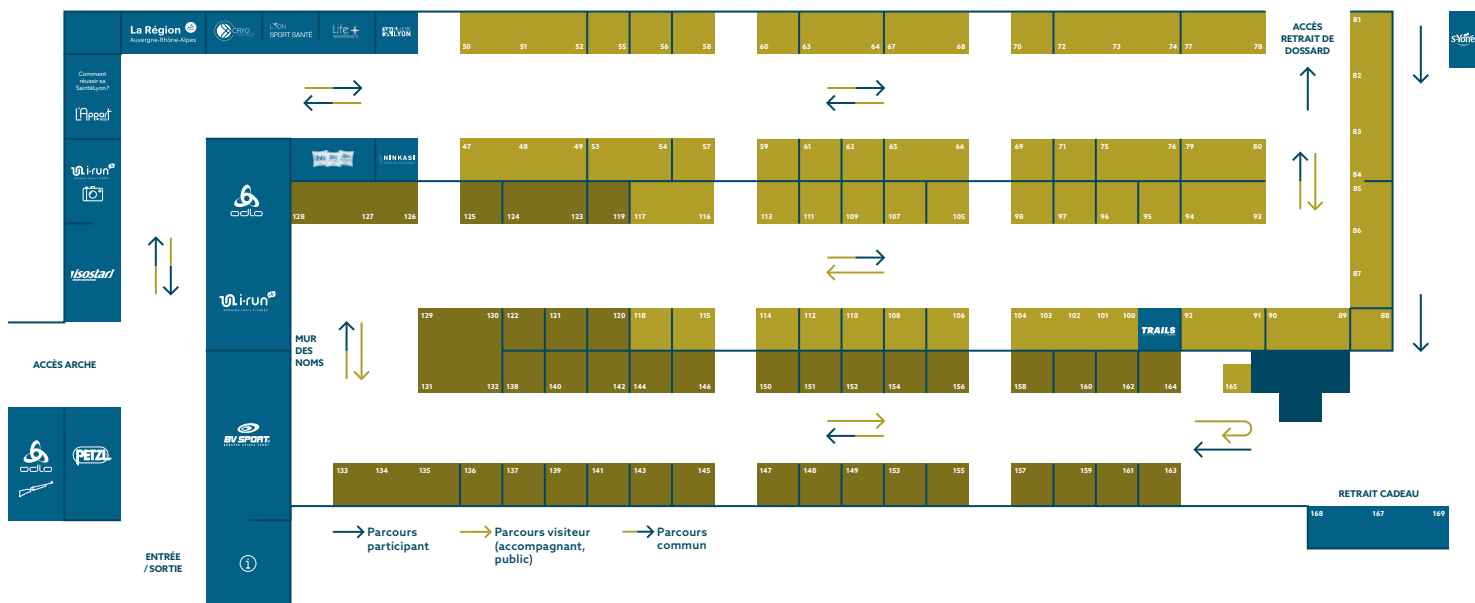 La Région
Auvergne-Rhône-Alpes
CRYO
LYON
SPORT SANTÉ
Life+
LYON
50 51 52 55 56 58 60 63 64 67 68 70 72 73 74 77 78
ACCÈS
RETRAIT DE
DOSSARD
81
82
83
84
85
86
87
88
St-Yorre
Comment
réussir sa
SaintéLyon?
L'Appart
i-run
isostar
odlo
i-run
RUNNING TRAIL FITNESS
NINKASI
47 48 49 53 54 57 59 61 62 65 66 69 71 75 76 79 80
128 127 126 125 124 123 119 117 116 113 111 109 107 105 98 97 96 95 94 93
MUR
DES
NOMS
129 130 122 121 120 118 115 114 112 110 108 106 104 103 102 101 100
TRAILS
92 91 90 89
131 132 138 140 142 144 146 150 151 152 154 156 158 160 162 164 165
ACCÈS ARCHE
odlo
PETZL
BV SPORT
133 134 135 136 137 139 141 143 145 147 148 149 153 155 157 159 161 163
RETRAIT CADEAU
168 167 169
Parcours
participant
Parcours visiteur
(accompagnant,
public)
Parcours
commun
ENTRÉE
/ SORTIE
i